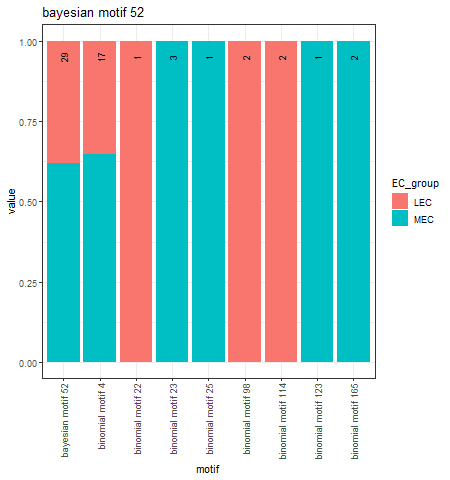 bayesian motif 52
value
1.00
0.75
0.50
0.25
0.00
29
17
1
3
1
2
2
1
2
bayesian motif 52
binomial motif 4
binomial motif 22
binomial motif 23
binomial motif 25
binomial motif 98
binomial motif 114
binomial motif 123
binomial motif 165
motif
EC_group
LEC
MEC